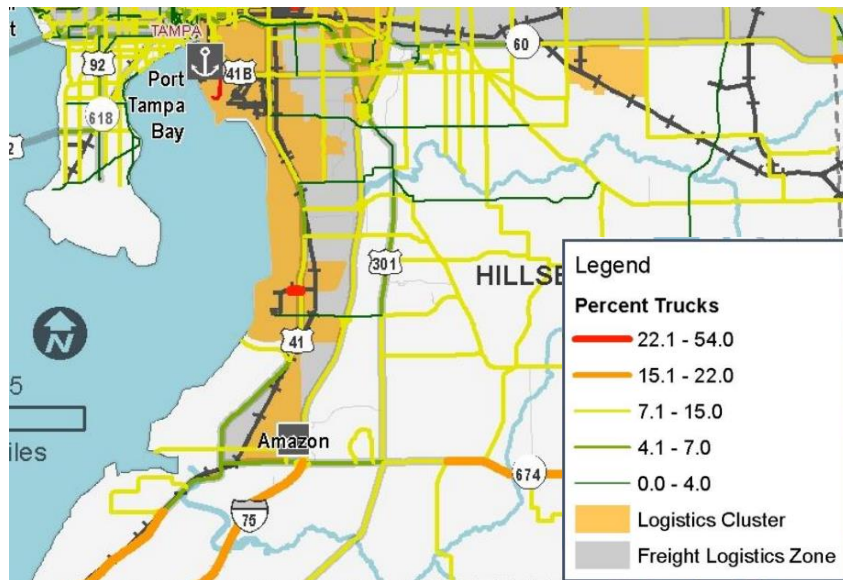 TAMPA
60
92
Port
41B
Tampa
618
Bay
2
301
HILLSB
Legend
Percent Trucks
22.1 - 54.0
N
41
15.1 - 22.0
5
7.1 - 15.0
iles
Amazon
4.1 - 7.0
674
0.0 - 4.0
75
Logistics Cluster
Freight Logistics Zone